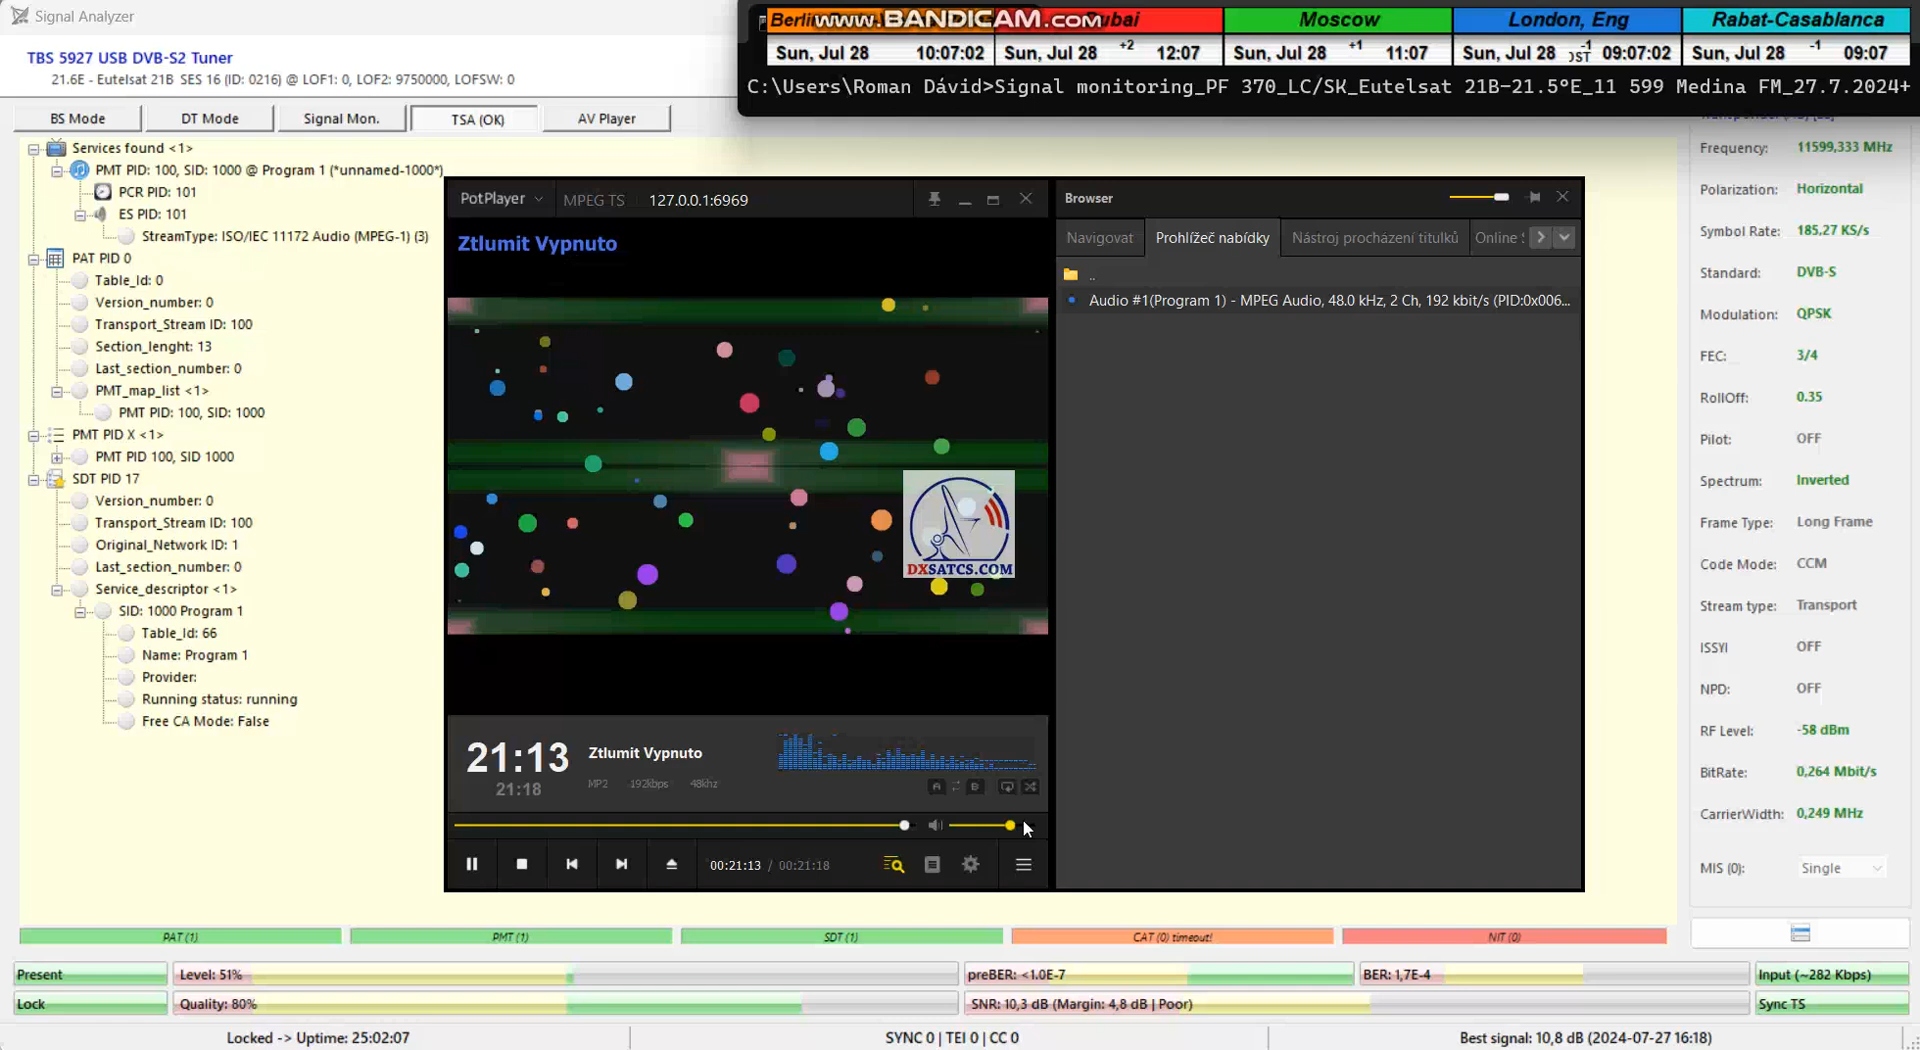 Signal Analyzer
www.BANDICAM.com
Moscow
London, Eng
Rabat-Casablanca
Sun, Jul 28 10:07:02
Sun, Jul 28 +2 12:07
Sun, Jul 28 +1 11:07
Sun, Jul 28 -1 09:07:02
Sun, Jul 28 -1 09:07
C:\Users\Roman Dávid>Signal monitoring_PF 370_LC/SK_Eutelsat 21B-21.5°E_11 599 Medina FM_27.7.2024+
TBS 5927 USB DVB-S2 Tuner
21.6E - Eutelsat 21B SES 16 (ID: 0216) @ LOF1: 0, LOF2: 9750000, LOFSW: 0
BS Mode
DT Mode
Signal Mon.
TSA (OK)
AV Player
Services found <1>
PMT PID: 100, SID: 1000 @ Program 1 (*unnamed-1000*)
PCR PID: 101
ES PID: 101
StreamType: ISO/IEC 11172 Audio (MPEG-1) (3)
PAT PID 0
Table_Id: 0
Version_number: 0
Transport_Stream ID: 100
Section_lenght: 13
Last_section_number: 0
PMT_map_list <1>
PMT PID: 100, SID: 1000
PMT PID X <1>
PMT PID 100, SID 1000
SDT PID 17
Version_number: 0
Transport_Stream ID: 100
Original_Network ID: 1
Last_section_number: 0
Service_descriptor <1>
SID: 1000 Program 1
Table_Id: 66
Name: Program 1
Provider:
Running status: running
Free CA Mode: False
PotPlayer
MPEG TS
127.0.0.1:6969
Ztlumit Vypnuto
DXSATCS.COM
21:13
21:18
Ztlumit Vypnuto
MP2 192kbps 48khz
A B
00:21:13 / 00:21:18
Browser
Navigovat
Prohlížeč nabídky
Nástroj procházení titulků
Online
..
Audio #1(Program 1) - MPEG Audio, 48.0 kHz, 2 Ch, 192 kbit/s (PID:0x006...
Frequency: 11599,333 MHz
Polarization: Horizontal
Symbol Rate: 185,27 KS/s
Standard: DVB-S
Modulation: QPSK
FEC: 3/4
RollOff: 0.35
Pilot: OFF
Spectrum: Inverted
Frame Type: Long Frame
Code Mode: CCM
Stream type: Transport
ISSYI OFF
NPD: OFF
RF Level: -58 dBm
BitRate: 0,264 Mbit/s
CarrierWidth: 0,249 MHz
MIS (0): Single
PAT (1)
PMT (1)
SDT (1)
CAT (0) timeout!
NIT (0)
Present
Level: 51%
preBER: <1.0E-7
BER: 1,7E-4
Input (~282 Kbps)
Lock
Quality: 80%
SNR: 10,3 dB (Margin: 4,8 dB | Poor)
Sync TS
Locked -> Uptime: 25:02:07
SYNC 0 | TEI 0 | CC 0
Best signal: 10,8 dB (2024-07-27 16:18)